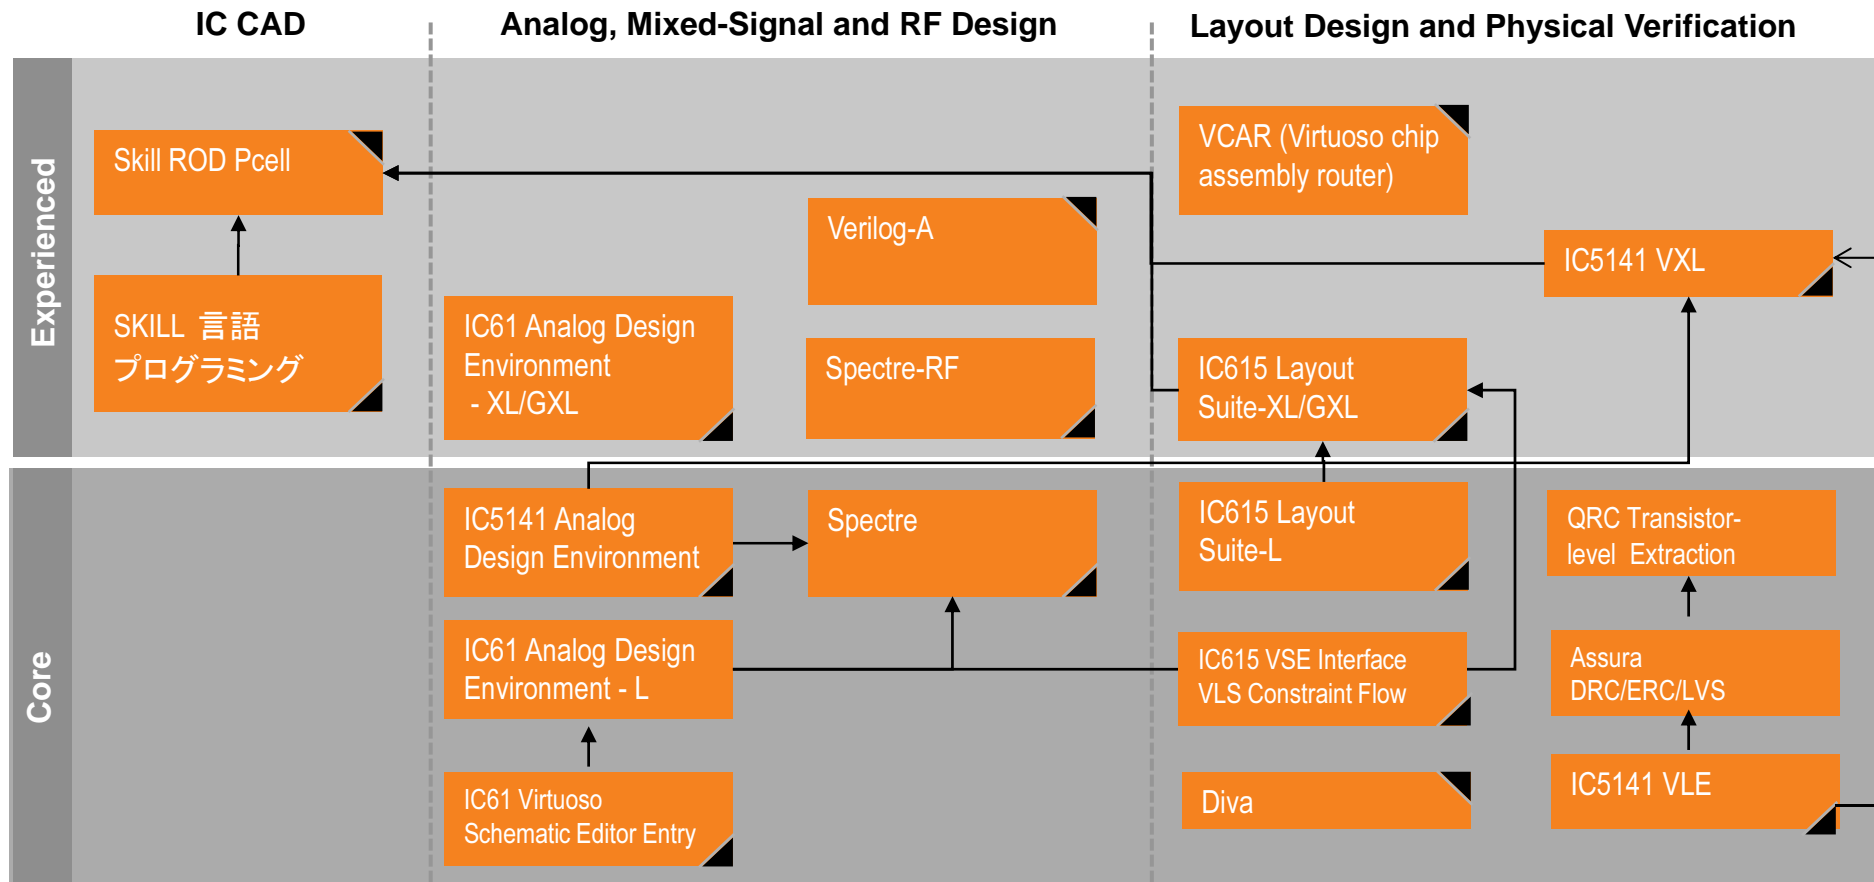 IC CAD
Analog, Mixed-Signal and RF Design
Layout Design and Physical Verification
Experienced
Skill ROD Pcell
SKILL 言語
プログラミング
IC61 Analog Design
Environment
- XL/GXL
Verilog-A
Spectre-RF
VCAR (Virtuoso chip
assembly router)
IC5141 VXL
IC615 Layout
Suite-XL/GXL
Core
IC5141 Analog
Design Environment
Spectre
IC61 Analog Design
Environment - L
IC61 Virtuoso
Schematic Editor Entry
IC615 Layout
Suite-L
IC615 VSE Interface
VLS Constraint Flow
Diva
QRC Transistor-
level Extraction
Assura
DRC/ERC/LVS
IC5141 VLE